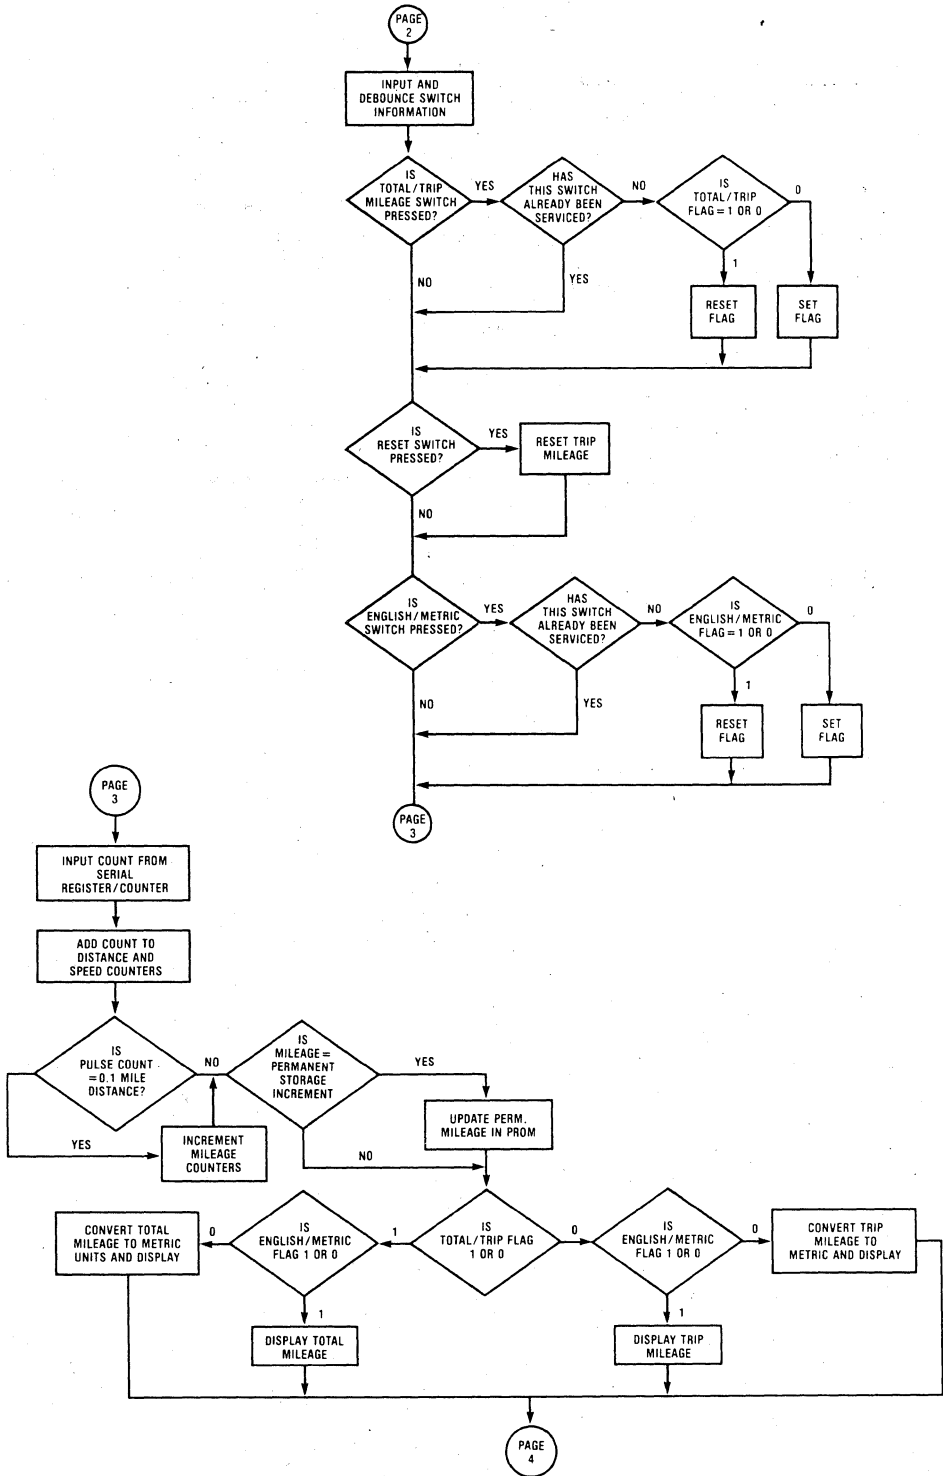 PAGE
2
INPUT AND
DEBOUNCE SWITCH
INFORMATION
IS
TOTAL/TRIP
MILEAGE SWITCH
PRESSED?
YES
HAS
THIS SWITCH
ALREADY BEEN
SERVICED?
NO
IS
TOTAL/TRIP
FLAG = 1 OR 0
0
1
NO
YES
RESET
FLAG
SET
FLAG
IS
RESET SWITCH
PRESSED?
YES
RESET TRIP
MILEAGE
NO
IS
ENGLISH/METRIC
SWITCH PRESSED?
YES
HAS
THIS SWITCH
ALREADY BEEN
SERVICED?
NO
IS
ENGLISH/METRIC
FLAG = 1 OR 0
0
1
NO
YES
RESET
FLAG
SET
FLAG
PAGE
3
PAGE
3
INPUT COUNT FROM
SERIAL
REGISTER/COUNTER
ADD COUNT TO
DISTANCE AND
SPEED COUNTERS
IS
PULSE COUNT
= 0.1 MILE
DISTANCE?
NO
YES
INCREMENT
MILEAGE
COUNTERS
IS
MILEAGE =
PERMANENT
STORAGE
INCREMENT
YES
UPDATE PERM.
MILEAGE IN PROM
NO
CONVERT TOTAL
MILEAGE TO METRIC
UNITS AND DISPLAY
0
IS
ENGLISH/METRIC
FLAG 1 OR 0
1
IS
TOTAL/TRIP FLAG
1 OR 0
0
IS
ENGLISH/METRIC
FLAG 1 OR 0
0
CONVERT TRIP
MILEAGE TO
METRIC AND DISPLAY
1
DISPLAY TOTAL
MILEAGE
1
DISPLAY TRIP
MILEAGE
PAGE
4